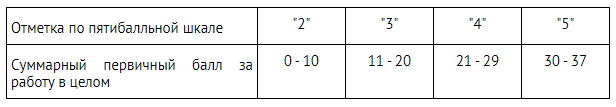 Отметка по пятибалльной шкале "2" "3" "4" "5"
Суммарный первичный балл за 0 - 10 11 - 20 21 - 29 30 - 37
работу в целом